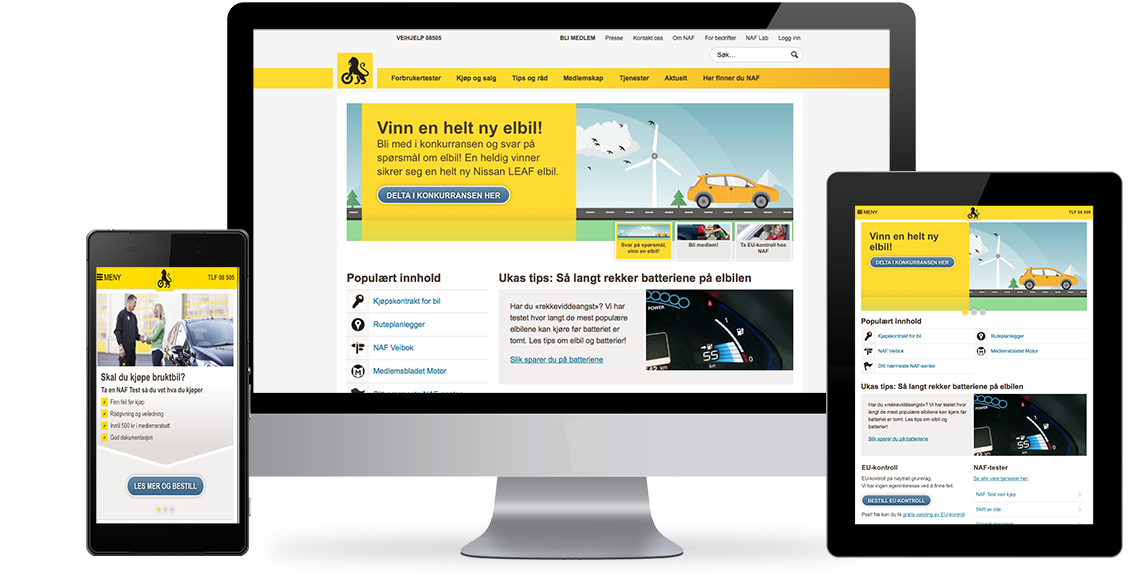 VEIHJELP 08505
BLI MEDLEM Presse Kontakt oss Om NAF For bedrifter NAF Lab Logg inn
Søk...
Forbrukertester Kjøp og salg Tips og råd Medlemskap Tjenester Aktuelt Her finner du NAF
Vinn en helt ny elbil!
Bli med i konkurransen og svar på
spørsmål om elbil! En heldig vinner
sikrer seg en helt ny Nissan LEAF elbil.
DELTA I KONKURRANSEN HER
Svar på spørsmål,
vinn en elbil!
Bli medlem!
Ta EU-kontroll hos
NAF
Populært innhold
Kjøpskontrakt for bil
Ruteplanlegger
NAF Veibok
Medlemsbladet Motor
Ditt nærmeste NAF-senter
Ukas tips: Så langt rekker batteriene på elbilen
Har du «rekkeviddeangst»? Vi har
testet hvor langt de mest populære
elbilene kan kjøre før batteriet er
tomt. Les tips om elbil og batterier!
Slik sparer du på batteriene
POWER
55
42 km
MENY TLF 08 505
Skal du kjøpe bruktbil?
Ta en NAF Test så du vet hva du kjøper
Finn feil før kjøp
Rådgivning og veiledning
Inntil 500 kr i medlemsrabatt
God dokumentasjon
LES MER OG BESTILL
MENY TLF 08 505
Vinn en helt ny
elbil!
DELTA I KONKURRANSEN HER
Populært innhold
Kjøpskontrakt for bil
Ruteplanlegger
NAF Veibok
Medlemsbladet Motor
Ditt nærmeste NAF-senter
Ukas tips: Så langt rekker batteriene på elbilen
Har du «rekkeviddeangst»? Vi har testet hvor
langt de mest populære elbilene kan kjøre før
batteriet er tomt. Les tips om elbil og
batterier!
Slik sparer du på batteriene
POWER
55
EU-kontroll
EU-kontroll på nøytralt grunnlag.
Vi har ingen egeninteresse ved å finne feil.
BESTILL EU-KONTROLL
Psst! Nå kan du få gratis varsling av EU-kontroll
NAF-tester
Se alle våre tjenester her.
NAF Test ved kjøp
Skift av olje